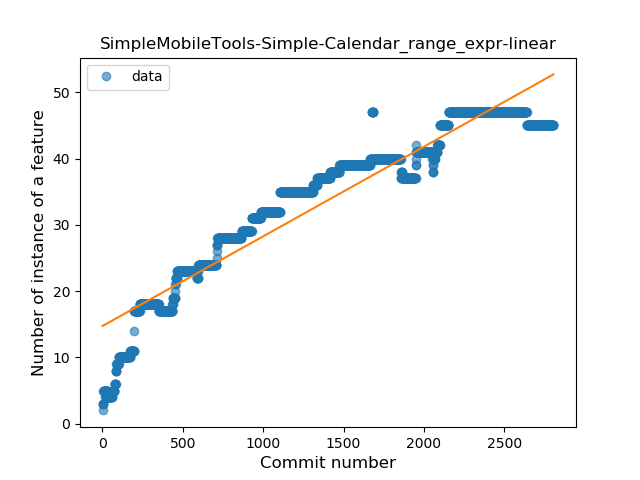 SimpleMobileTools-Simple-Calendar_range_expr-linear
data
Number of instance of a feature
50
40
30
20
10
0
0 500 1000 1500 2000 2500
Commit number